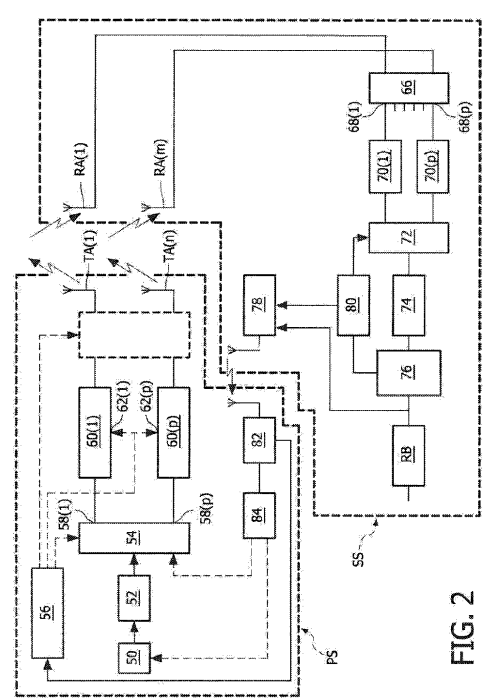 RA(1)
RA(m)
66
68(1)
68(p)
70(1)
70(p)
72
TA(1)
TA(n)
78
80
74
76
RB
62(1)
62(p)
60(1)
60(p)
82
84
58(1)
58(p)
54
56
52
50
SS
PS
FIG. 2